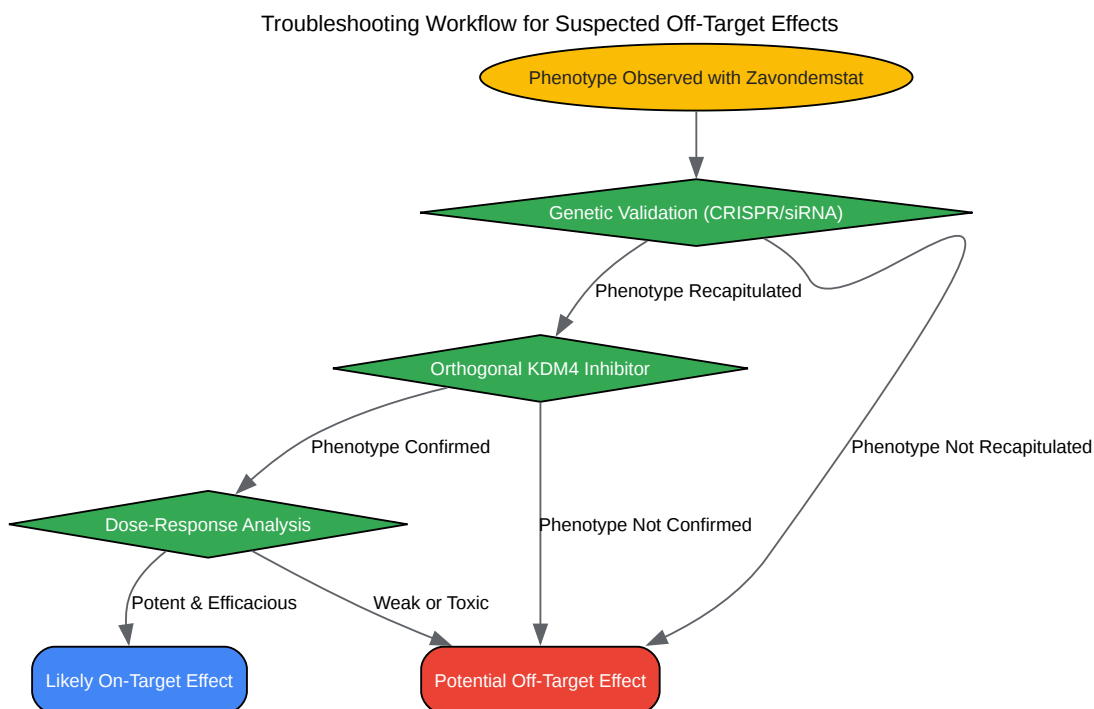 Troubleshooting Workflow for Suspected Off-Target Effects
Phenotype Observed with Zavondemstat
Genetic Validation (CRISPR/siRNA)
Phenotype Recapitulated
Orthogonal KDM4 Inhibitor
Phenotype Confirmed
Phenotype Not Recapitulated
Dose-Response Analysis
Phenotype Not Confirmed
Potent & Efficacious
Weak or Toxic
Likely On-Target Effect
Potential Off-Target Effect